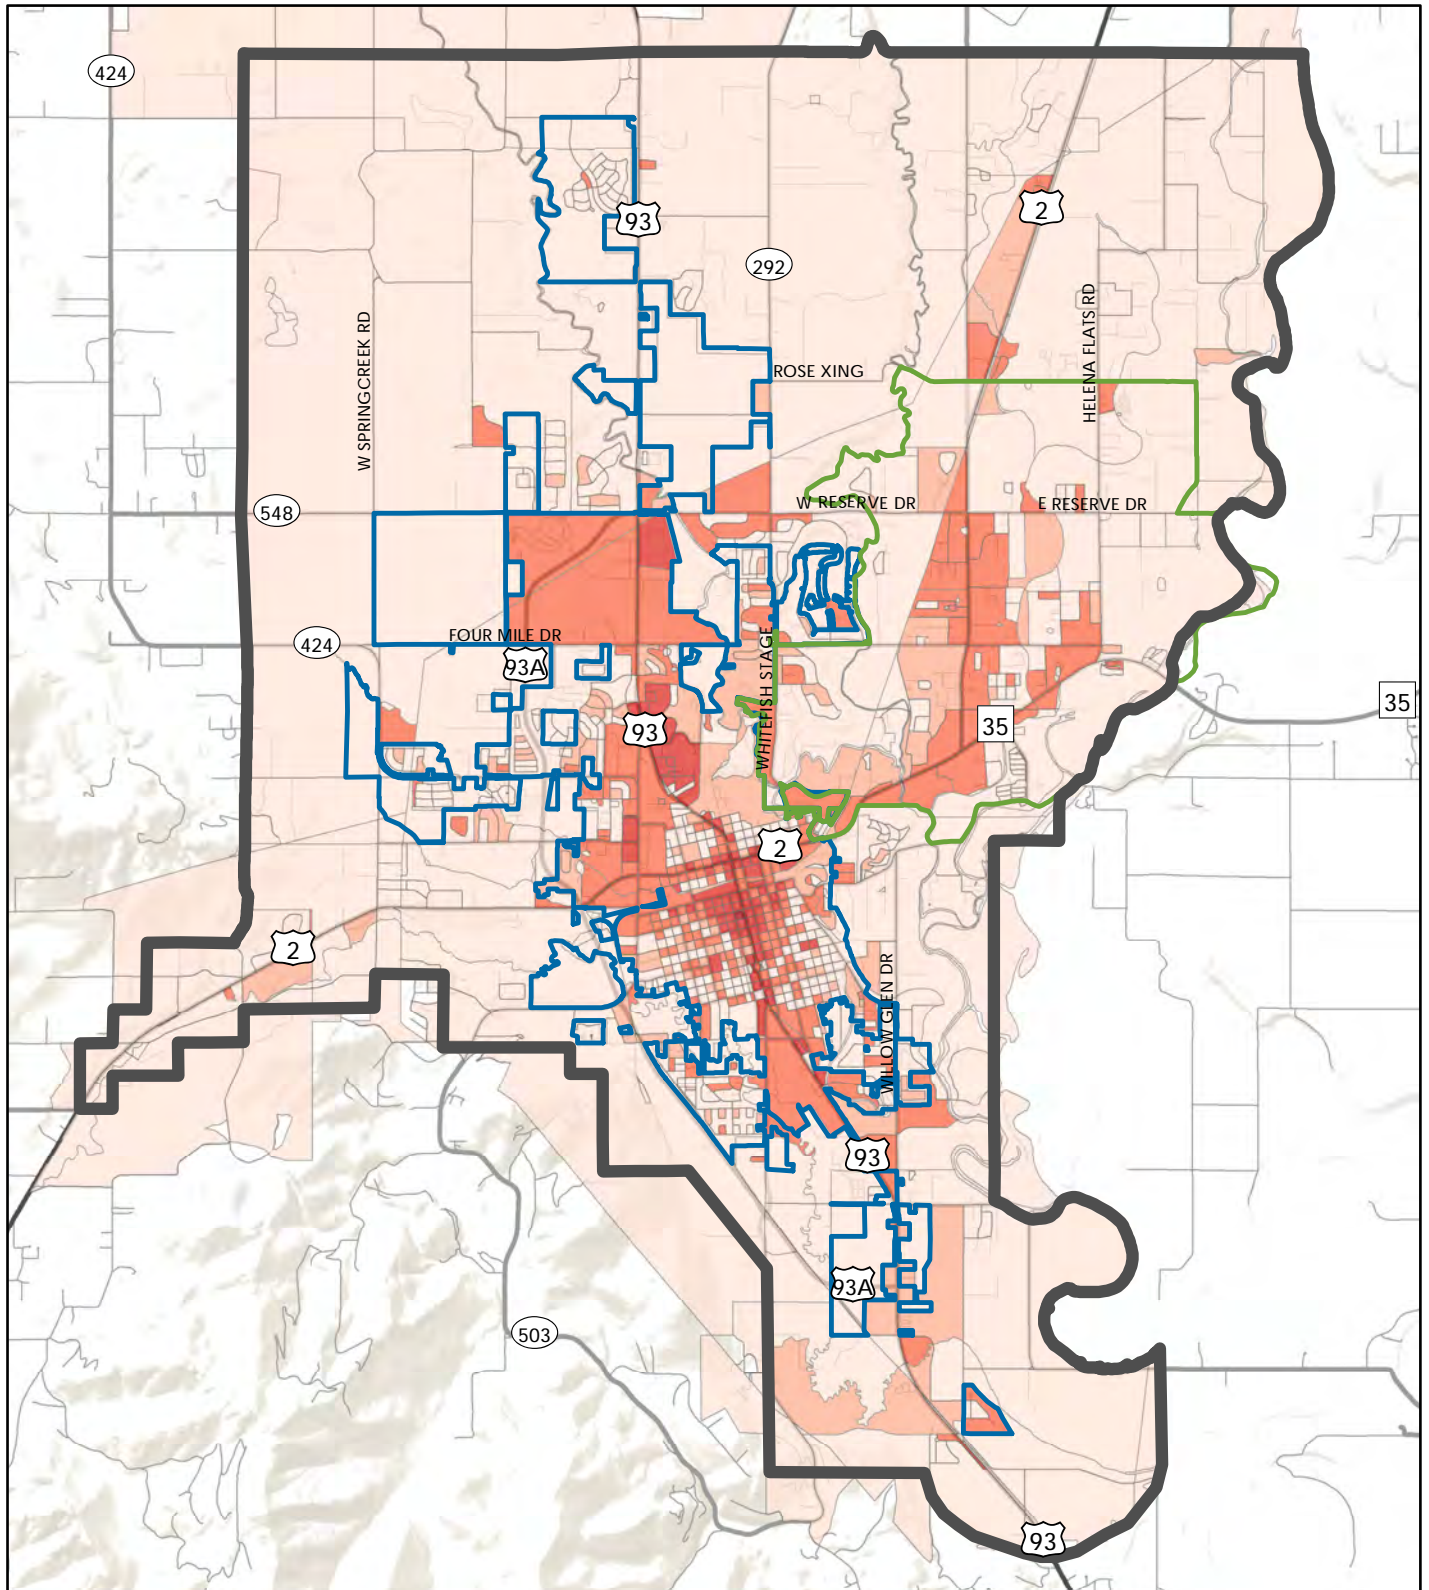 424
2
93
292
HELENA FLATS RD
W SPRINGCREEK RD
ROSE XING
W RESERVE DR
E RESERVE DR
548
FOUR MILE DR
424
93A
WHITEFISH STAGE
35
35
93
2
2
WILLOW GLEN DR
93
93A
503
93